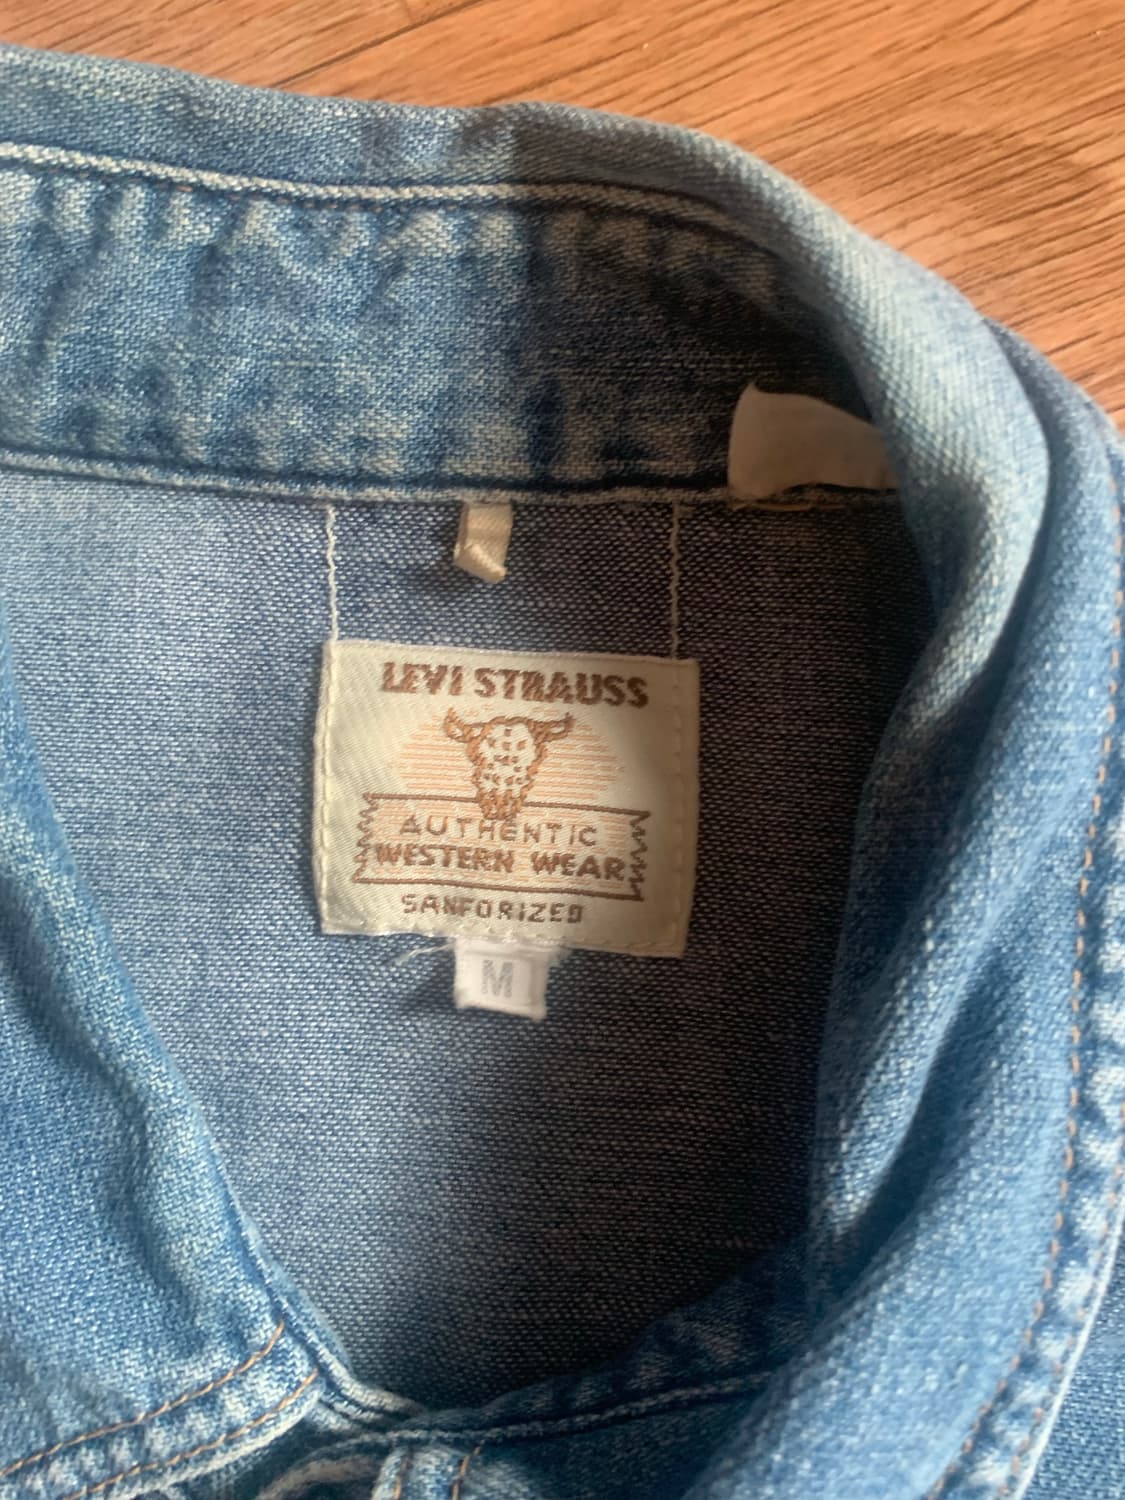 LEVI STRAUSS
AUTHENTIC
WESTERN WEAR
SANFORIZED
M